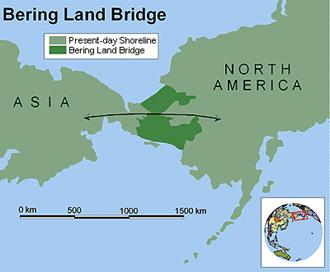 Bering Land Bridge
Present-day Shoreline
Bering Land Bridge
NORTH
AMERICA
ASIA
0 km 500 1000 1500 km